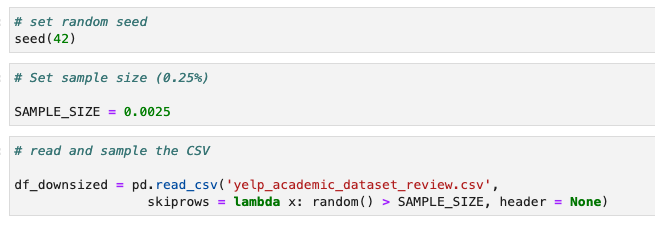 # set random seed
seed(42)
# Set sample size (0.25%)
SAMPLE_SIZE = 0.0025
# read and sample the CSV
df_downsized = pd.read_csv('yelp_academic_dataset_review.csv',
skiprows = lambda x: random() > SAMPLE_SIZE, header = None)